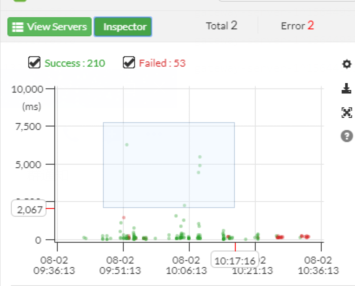 View Servers
Inspector
Total 2
Error 2
Success : 210
Failed : 53
10,000
(ms)
7,500
5,000
2,067
0
08-02
09:36:13
08-02
09:51:13
08-02
10:06:13
10:17:16
10:21:13
08-02
10:36:13